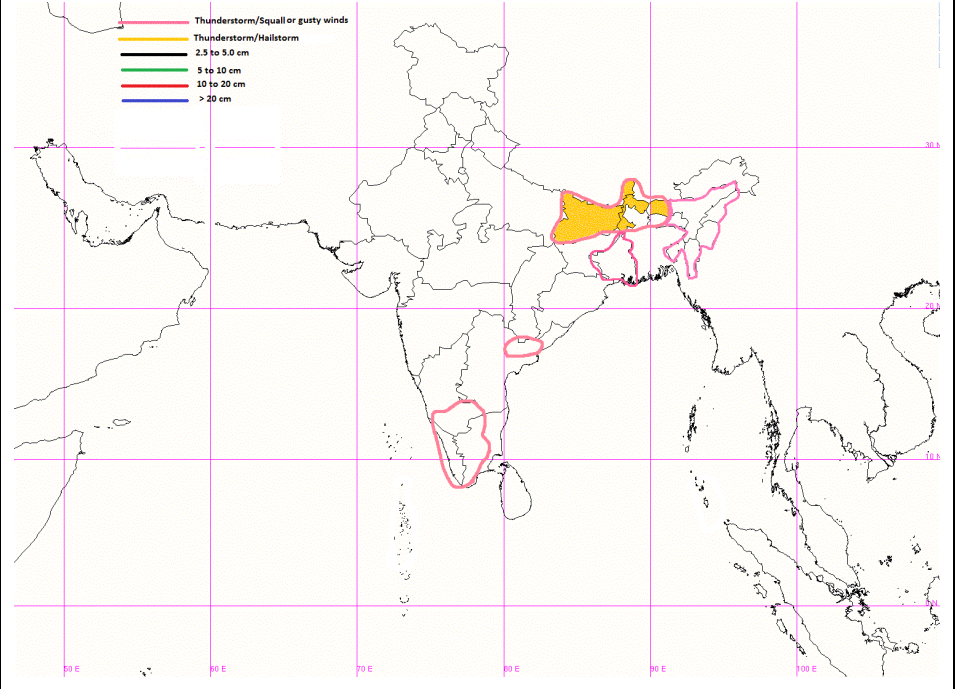 Thunderstorm/Squall or gusty winds
Thunderstorm/Hailstorm
2.5 to 5.0 cm
5 to 10 cm
10 to 20 cm
> 20 cm
30 N
20 N
10 N
50 E
60 E
70 E
80 E
90 E
100 E